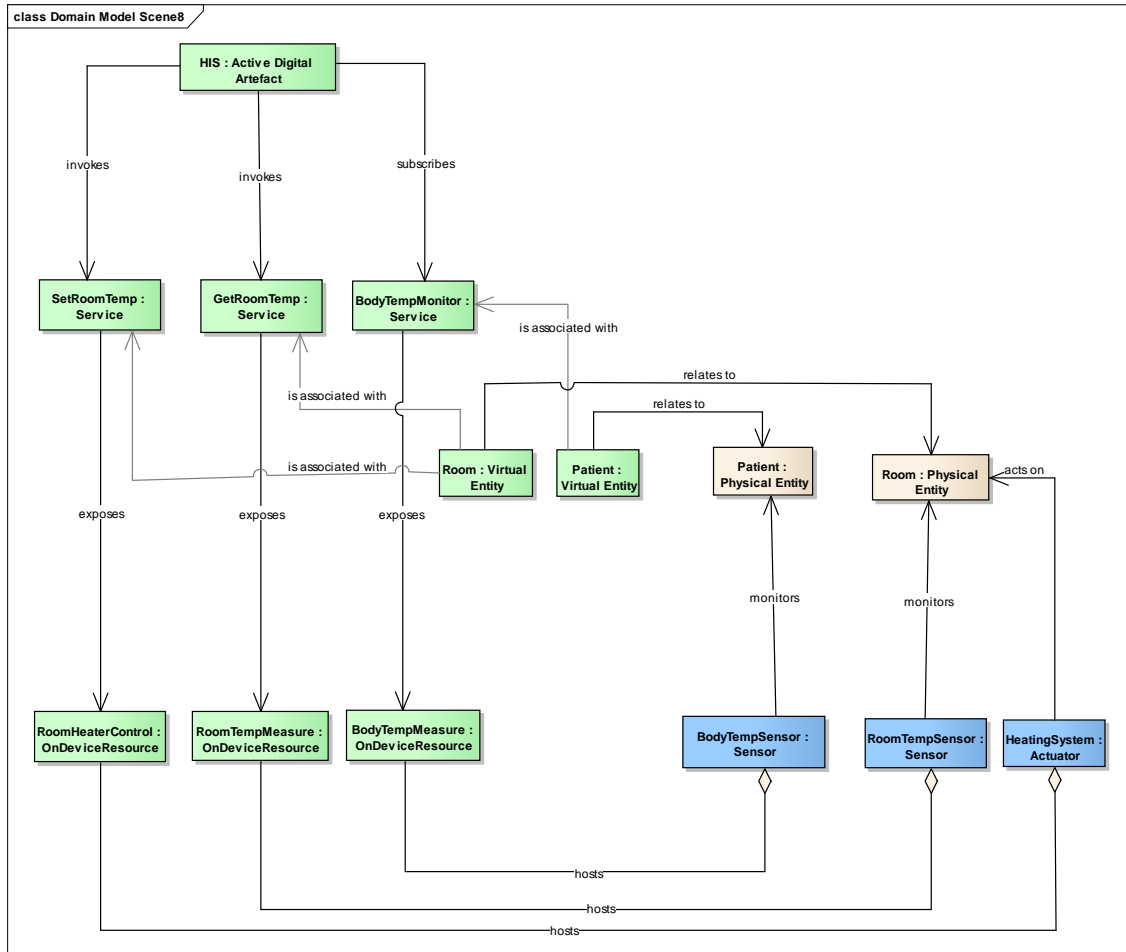 class Domain Model Scene8
HIS : Active Digital
Artefact
invokes
invokes
subscribes
SetRoomTemp :
Service
GetRoomTemp :
Service
BodyTempMonitor :
Service
is associated with
relates to
is associated with
relates to
is associated with
Room : Virtual
Entity
Patient :
Virtual Entity
Patient :
Physical Entity
Room : Physical
Entity
acts on
exposes
exposes
exposes
monitors
monitors
RoomHeaterControl :
OnDeviceResource
RoomTempMeasure :
OnDeviceResource
BodyTempMeasure :
OnDeviceResource
BodyTempSensor :
Sensor
RoomTempSensor :
Sensor
HeatingSystem :
Actuator
hosts
hosts
hosts